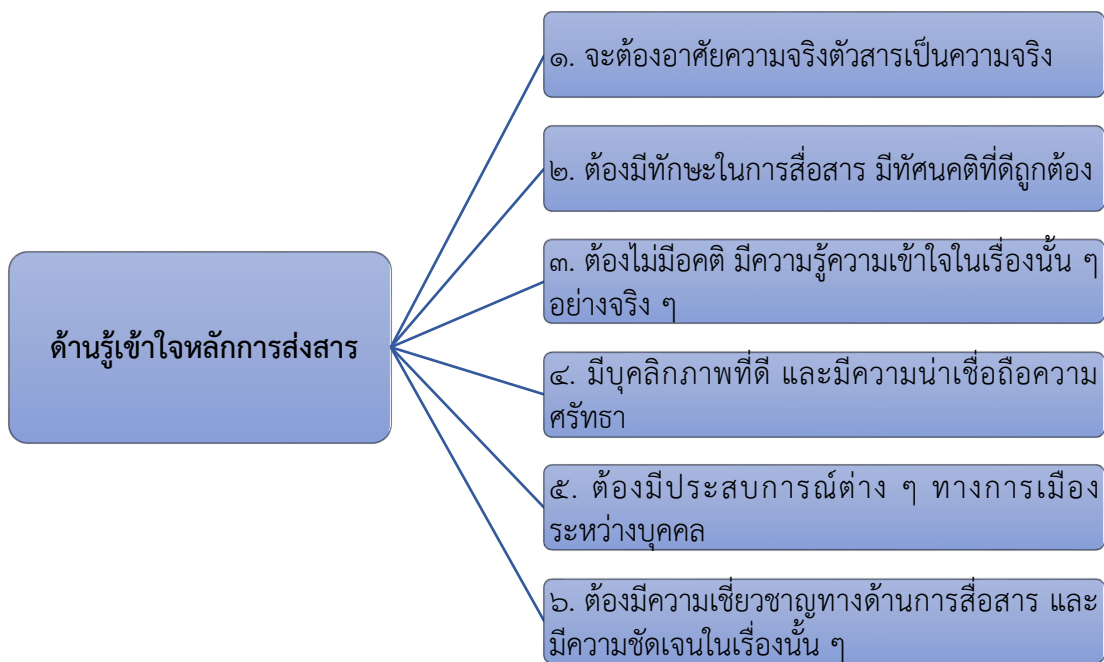 ด้านรู้เข้าใจหลักการส่งสาร
๑. จะต้องอาศัยความจริงตัวสารเป็นความจริง
๒. ต้องมีทักษะในการสื่อสาร มีทัศนคติที่ดีถูกต้อง
๓. ต้องไม่มีอคติ มีความรู้ความเข้าใจในเรื่องนั้น ๆ
อย่างจริง ๆ
๔. มีบุคลิกภาพที่ดี และมีความน่าเชื่อถือความ
ศรัทธา
๕. ต้องมีประสบการณ์ต่าง ๆ ทางการเมือง
ระหว่างบุคคล
๖. ต้องมีความเชี่ยวชาญทางด้านการสื่อสาร และ
มีความชัดเจนในเรื่องนั้น ๆ